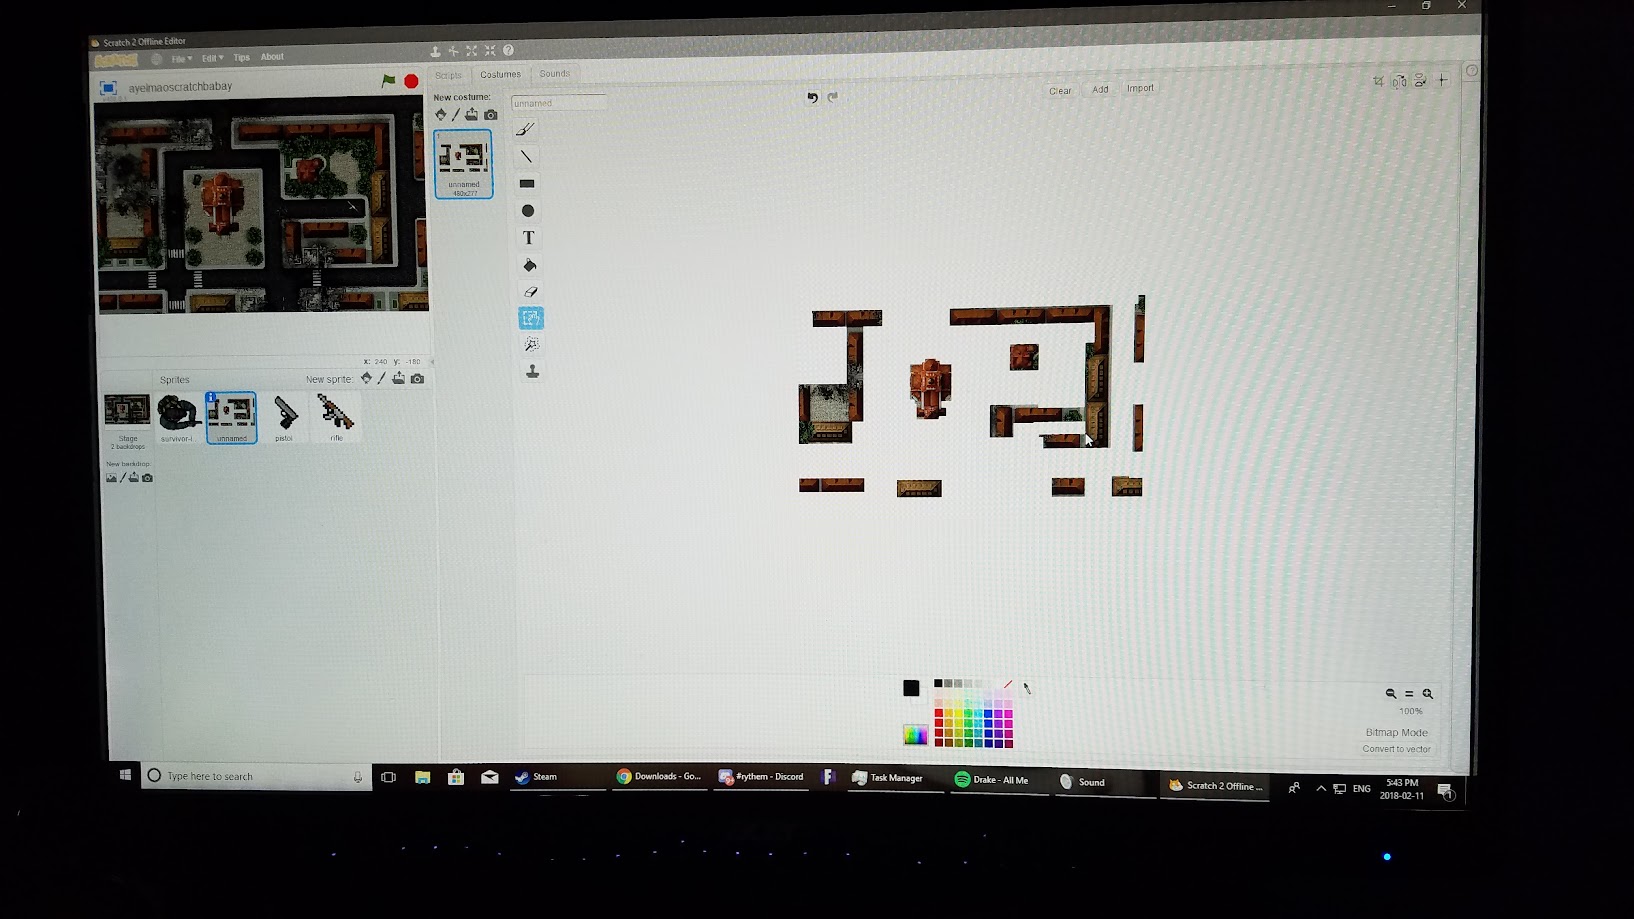 Scratch 2 Offline Editor
File Edit Tips About
ayelmaoscratchbabay
Scripts Costumes Sounds
New costume:
unnamed
Clear Add Import
1
unnamed
480x277
x: 240 y: -180
Sprites New sprite:
Stage
2 backdrops
survivor-i...
unnamed
pistol
rifle
New backdrop:
T
100%
Bitmap Mode
Convert to vector
Type here to search
Steam
Downloads - Go...
#rythem - Discord
Task Manager
Drake - All Me
Sound
Scratch 2 Offline ...
ENG
5:43 PM
2018-02-11
1